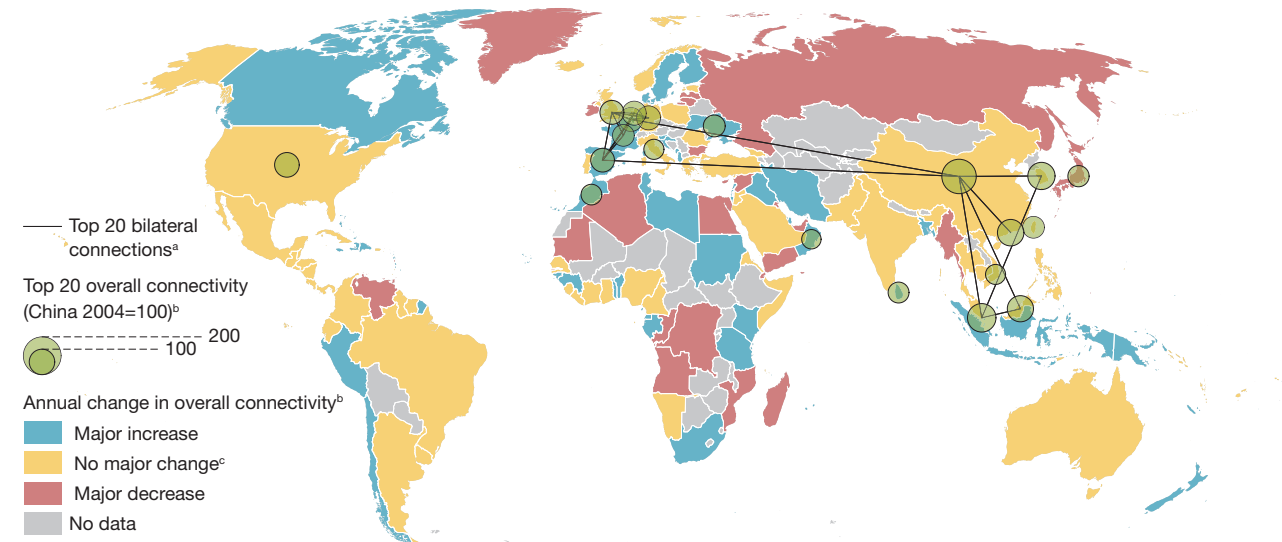 Top 20 bilateral
connectionsᵃ
Top 20 overall connectivity
(China 2004=100)ᵇ
200
100
Annual change in overall connectivityᵇ
Major increase
No major changeᶜ
Major decrease
No data